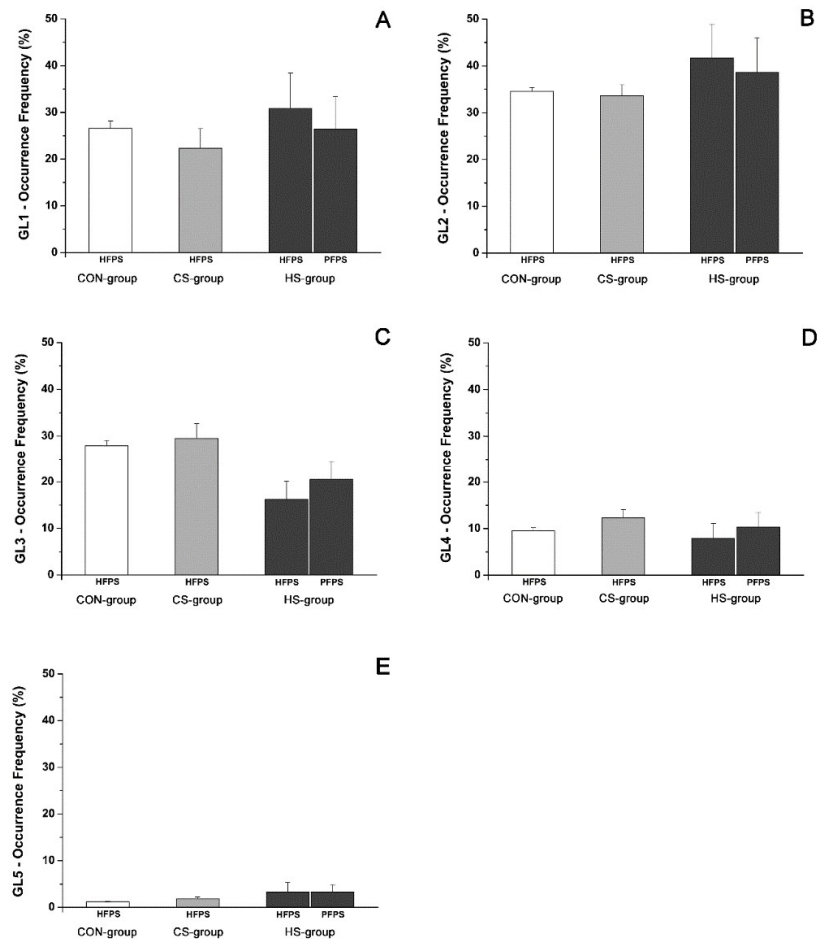 A
GL1 - Occurrence Frequency (%)
50
40
30
20
10
0
HFPS HFPS HFPS PFPS
CON-group CS-group HS-group
B
GL2 - Occurrence Frequency (%)
50
40
30
20
10
0
HFPS HFPS HFPS PFPS
CON-group CS-group HS-group
C
GL3 - Occurrence Frequency (%)
50
40
30
20
10
0
HFPS HFPS HFPS PFPS
CON-group CS-group HS-group
D
GL4 - Occurrence Frequency (%)
50
40
30
20
10
0
HFPS HFPS HFPS PFPS
CON-group CS-group HS-group
E
GL5 - Occurrence Frequency (%)
50
40
30
20
10
0
HFPS HFPS HFPS PFPS
CON-group CS-group HS-group